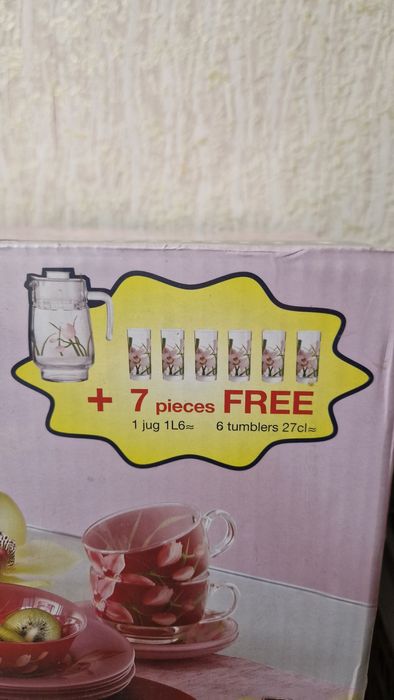 + 7 pieces FREE
1 jug 1L6≈ 6 tumblers 27cl≈